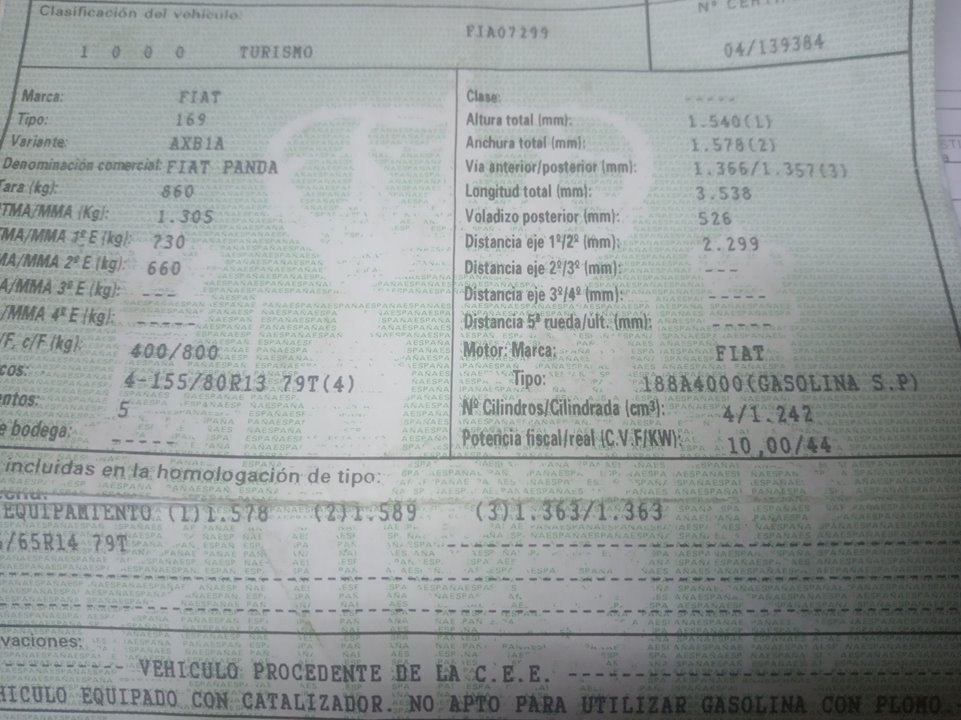 Clasificación del vehículo:
FIA07299
Nº
1 0 0 0 TURISMO
04/139384
Marca: FIAT
Tipo: 169
Variante: AXB1A
Denominación comercial: FIAT PANDA
Tara (kg): 860
TMA/MMA (Kg): 1.305
MA/MMA 1º E (kg): 730
MA/MMA 2º E (kg): 660
A/MMA 3º E (kg): ---
/MMA 4º E (kg): -----
/F, c/F (kg): 400/800
cos: 4-155/80R13 79T(4)
entos: 5
e bodega: -----
Clase: -----
Altura total (mm): 1.540(1)
Anchura total (mm): 1.578(2)
Vía anterior/posterior (mm): 1.366/1.357(3)
Longitud total (mm): 3.538
Voladizo posterior (mm): 526
Distancia eje 1º/2º (mm): 2.299
Distancia eje 2º/3º (mm): ---
Distancia eje 3º/4º (mm): -----
Distancia 5ª rueda/últ. (mm): -----
Motor: Marca: FIAT
Tipo: 188A4000(GASOLINA S.P)
Nº Cilindros/Cilindrada (cm³): 4/1.242
Potencia fiscal/real (C.V.F/KW): 10,00/44
incluidas en la homologación de tipo:
EQUIPAMIENTO (1)1.578 (2)1.589 (3)1.363/1.363
/65R14 79T
vaciones:
VEHICULO PROCEDENTE DE LA C.E.E.
HICULO EQUIPADO CON CATALIZADOR. NO APTO PARA UTILIZAR GASOLINA CON PLOMO.